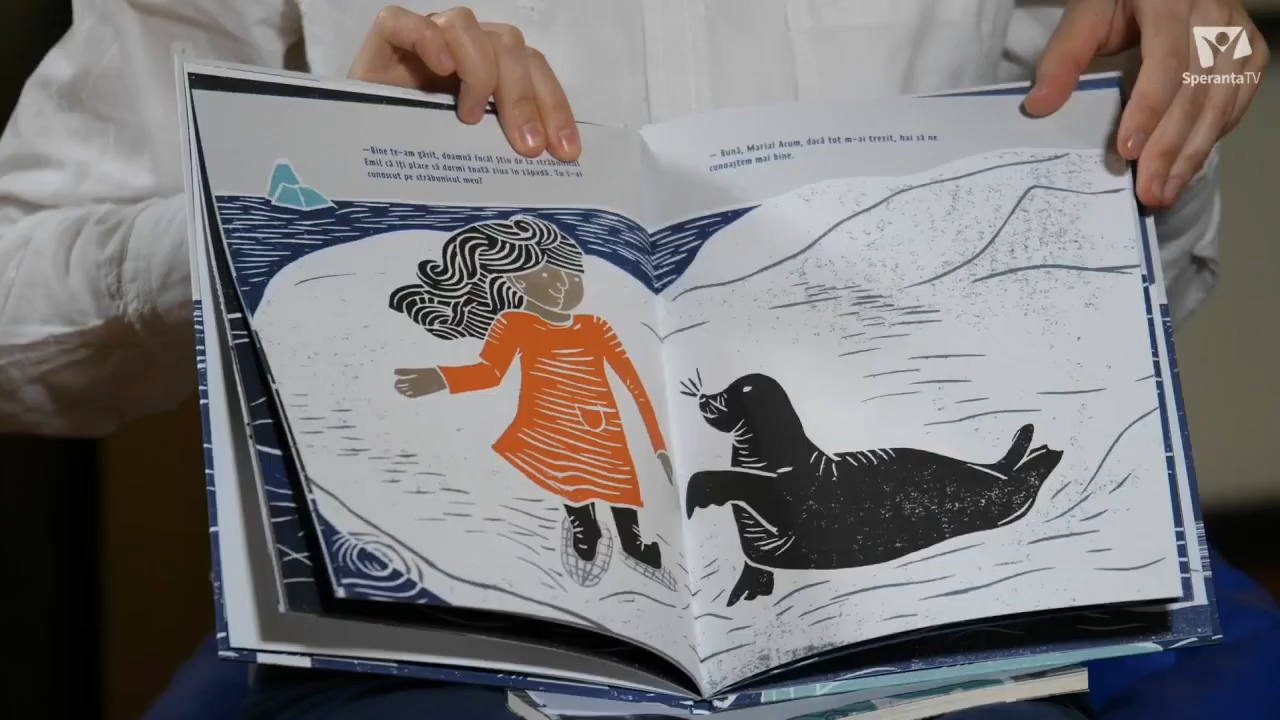 SperantaTV
—Bine te-am găsit, doamnă focă! Știu de la străbunicul
Emil că îți place să dormi toată ziua în zăpadă. Tu l-ai
cunoscut pe străbunicul meu?
— Bună, Maria! Acum, dacă tot m-ai trezit, hai să ne
cunoaștem mai bine.